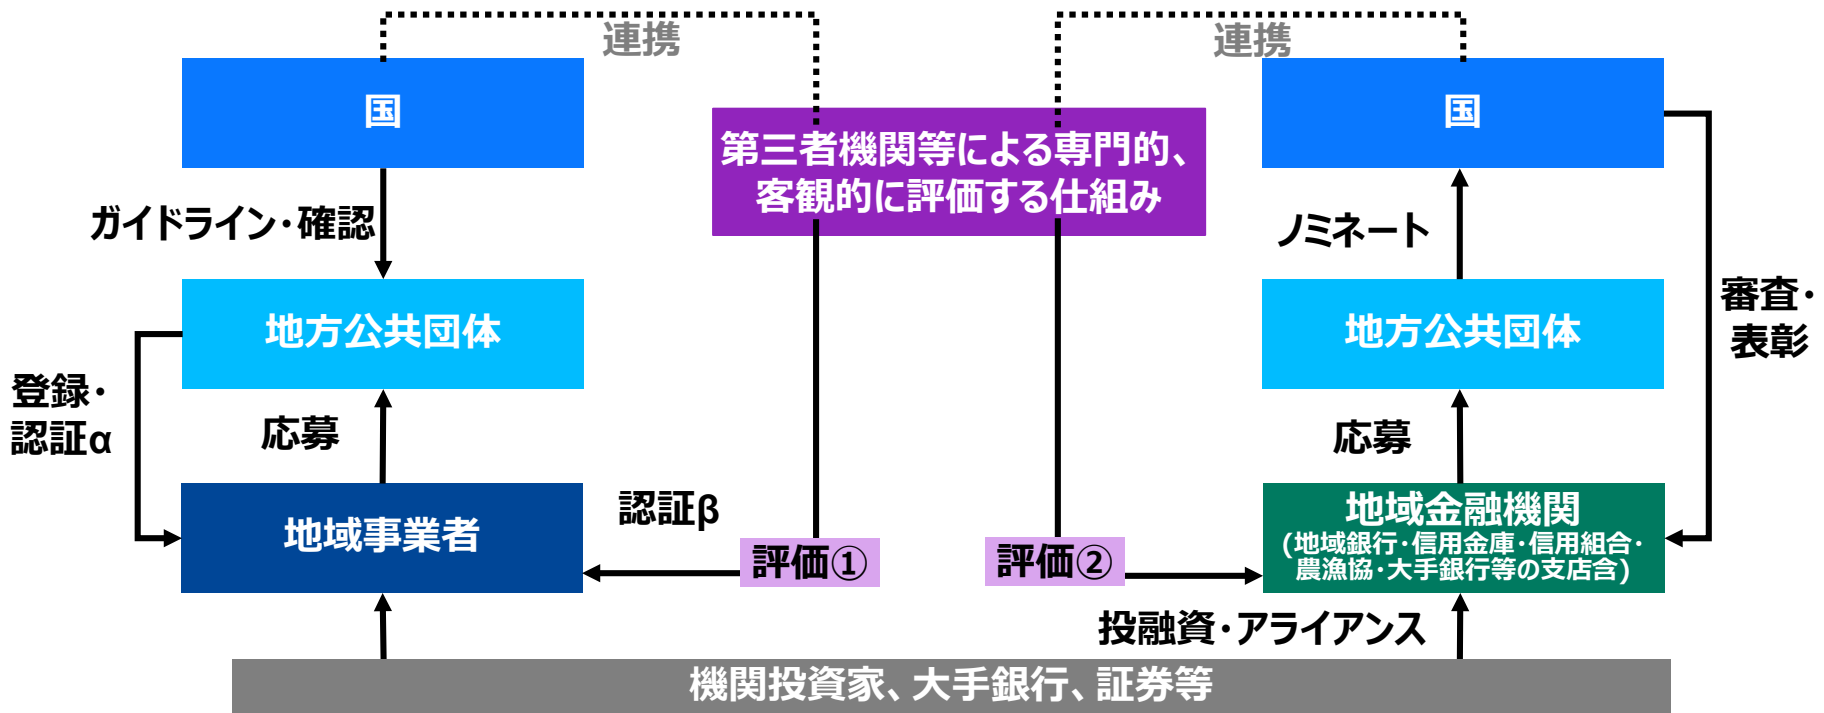 連携
連携
国
国
第三者機関等による専門的、
客観的に評価する仕組み
ガイドライン・確認
ノミネート
地方公共団体
地方公共団体
審査・
表彰
登録・
認証α
応募
応募
地域事業者
認証β
評価①
評価②
地域金融機関
(地域銀行・信用金庫・信用組合・
農漁協・大手銀行等の支店含)
投融資・アライアンス
機関投資家、大手銀行、証券等